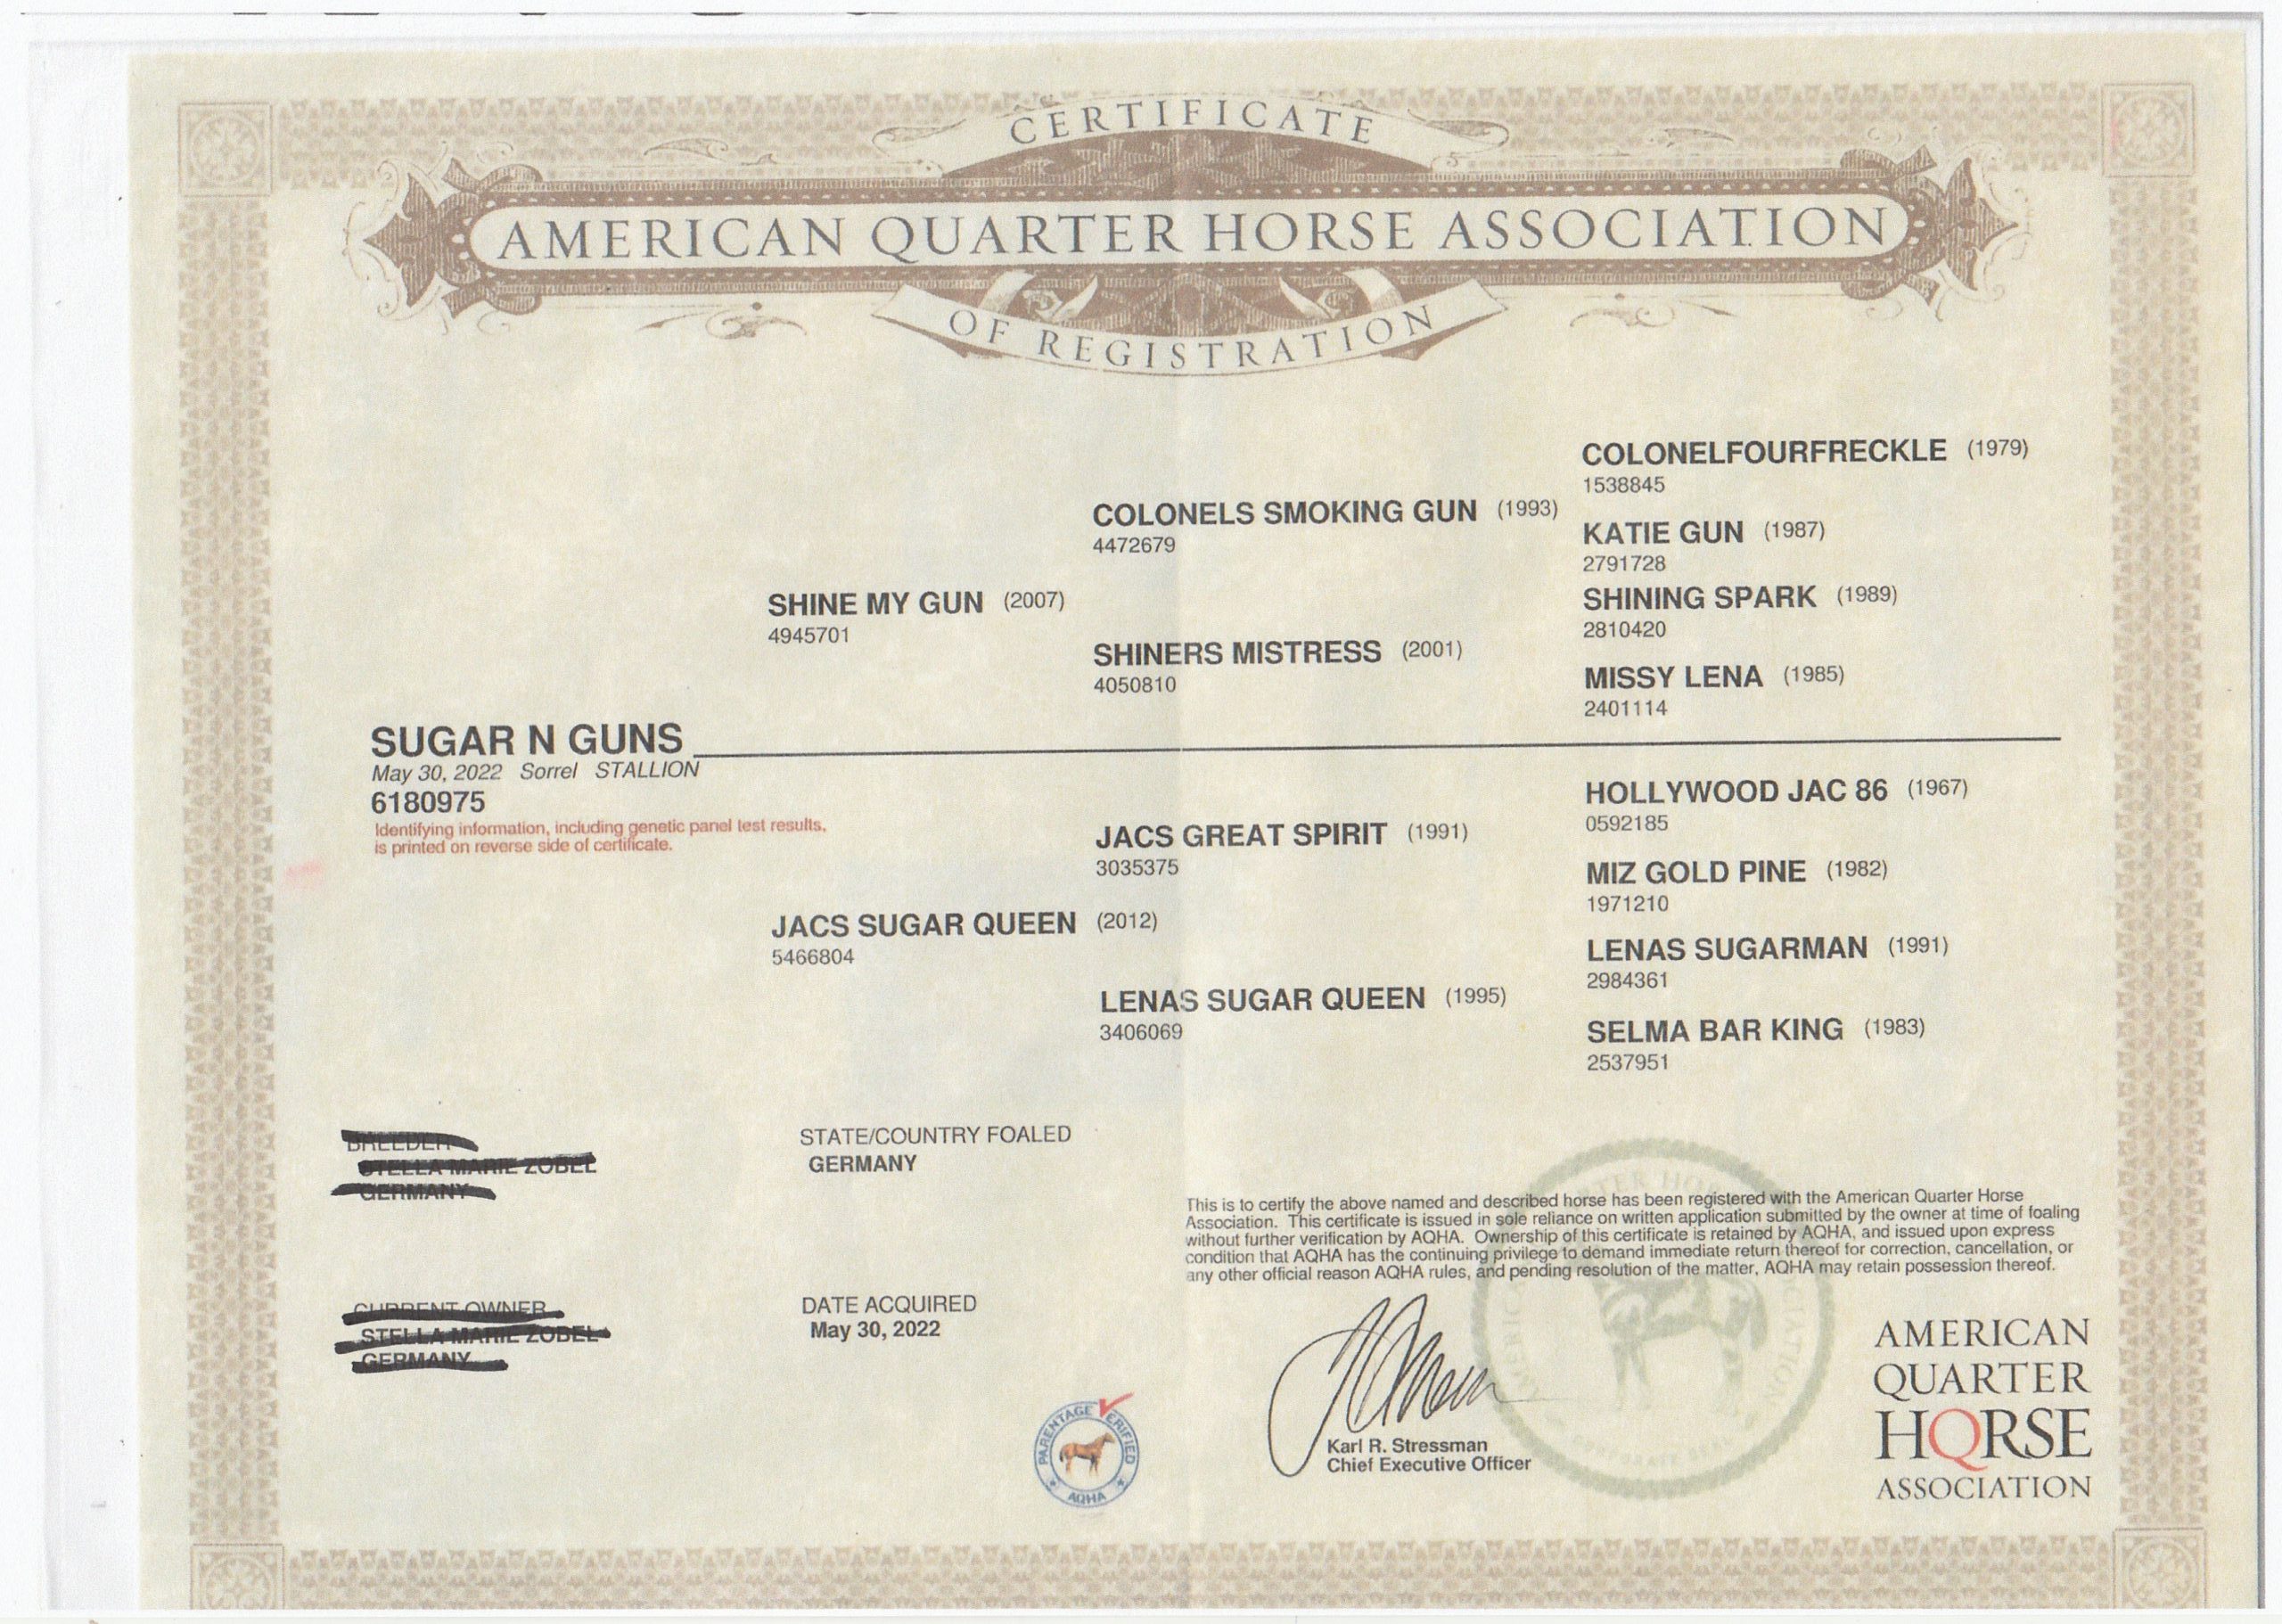 CERTIFICATE
AMERICAN QUARTER HORSE ASSOCIATION
OF REGISTRATION
COLONELFOURFRECKLE (1979)
1538845
COLONELS SMOKING GUN (1993)
4472679
KATIE GUN (1987)
2791728
SHINE MY GUN (2007)
4945701
SHINING SPARK (1989)
2810420
SHINERS MISTRESS (2001)
4050810
MISSY LENA (1985)
2401114
SUGAR N GUNS
May 30, 2022 Sorrel STALLION
6180975
Identifying information, including genetic panel test results,
is printed on reverse side of certificate.
HOLLYWOOD JAC 86 (1967)
0592185
JACS GREAT SPIRIT (1991)
3035375
MIZ GOLD PINE (1982)
1971210
JACS SUGAR QUEEN (2012)
5466804
LENAS SUGARMAN (1991)
2984361
LENAS SUGAR QUEEN (1995)
3406069
SELMA BAR KING (1983)
2537951
STATE/COUNTRY FOALED
GERMANY
This is to certify the above named and described horse has been registered with the American Quarter Horse
Association. This certificate is issued in sole reliance on written application submitted by the owner at time of foaling
without further verification by AQHA. Ownership of this certificate is retained by AQHA, and issued upon express
condition that AQHA has the continuing privilege to demand immediate return thereof for correction, cancellation, or
any other official reason AQHA rules, and pending resolution of the matter, AQHA may retain possession thereof.
DATE ACQUIRED
May 30, 2022
PARENTAGE VERIFIED
AQHA
Karl R. Stressman
Chief Executive Officer
AMERICAN
QUARTER
HORSE
ASSOCIATION